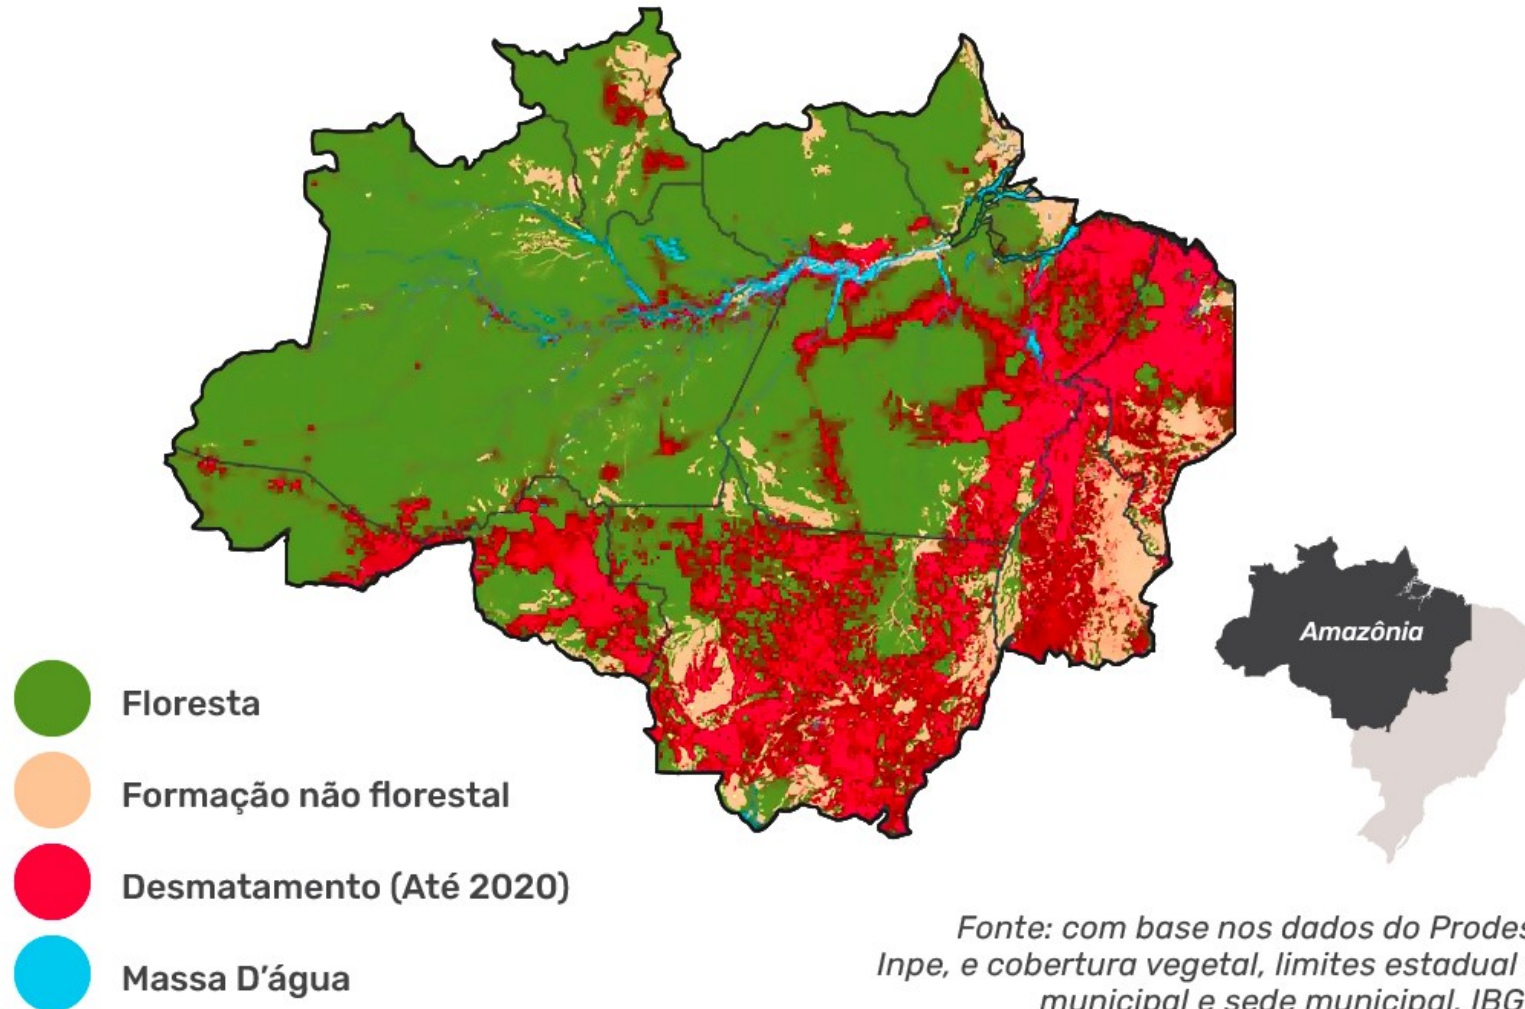 Amazônia
Floresta
Formação não florestal
Desmatamento (Até 2020)
Massa D'água
Fonte: com base nos dados do Prodes
Inpe, e cobertura vegetal, limites estadual
municipal e sede municipal, IBG